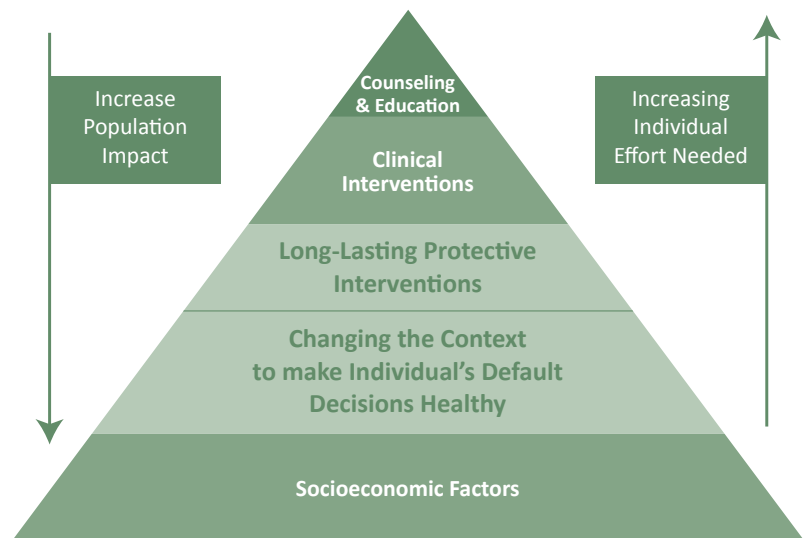 Counseling
& Education
Increase
Population
Impact
Increasing
Individual
Effort Needed
Clinical
Interventions
Long-Lasting Protective
Interventions
Changing the Context
to make Individual's Default
Decisions Healthy
Socioeconomic Factors